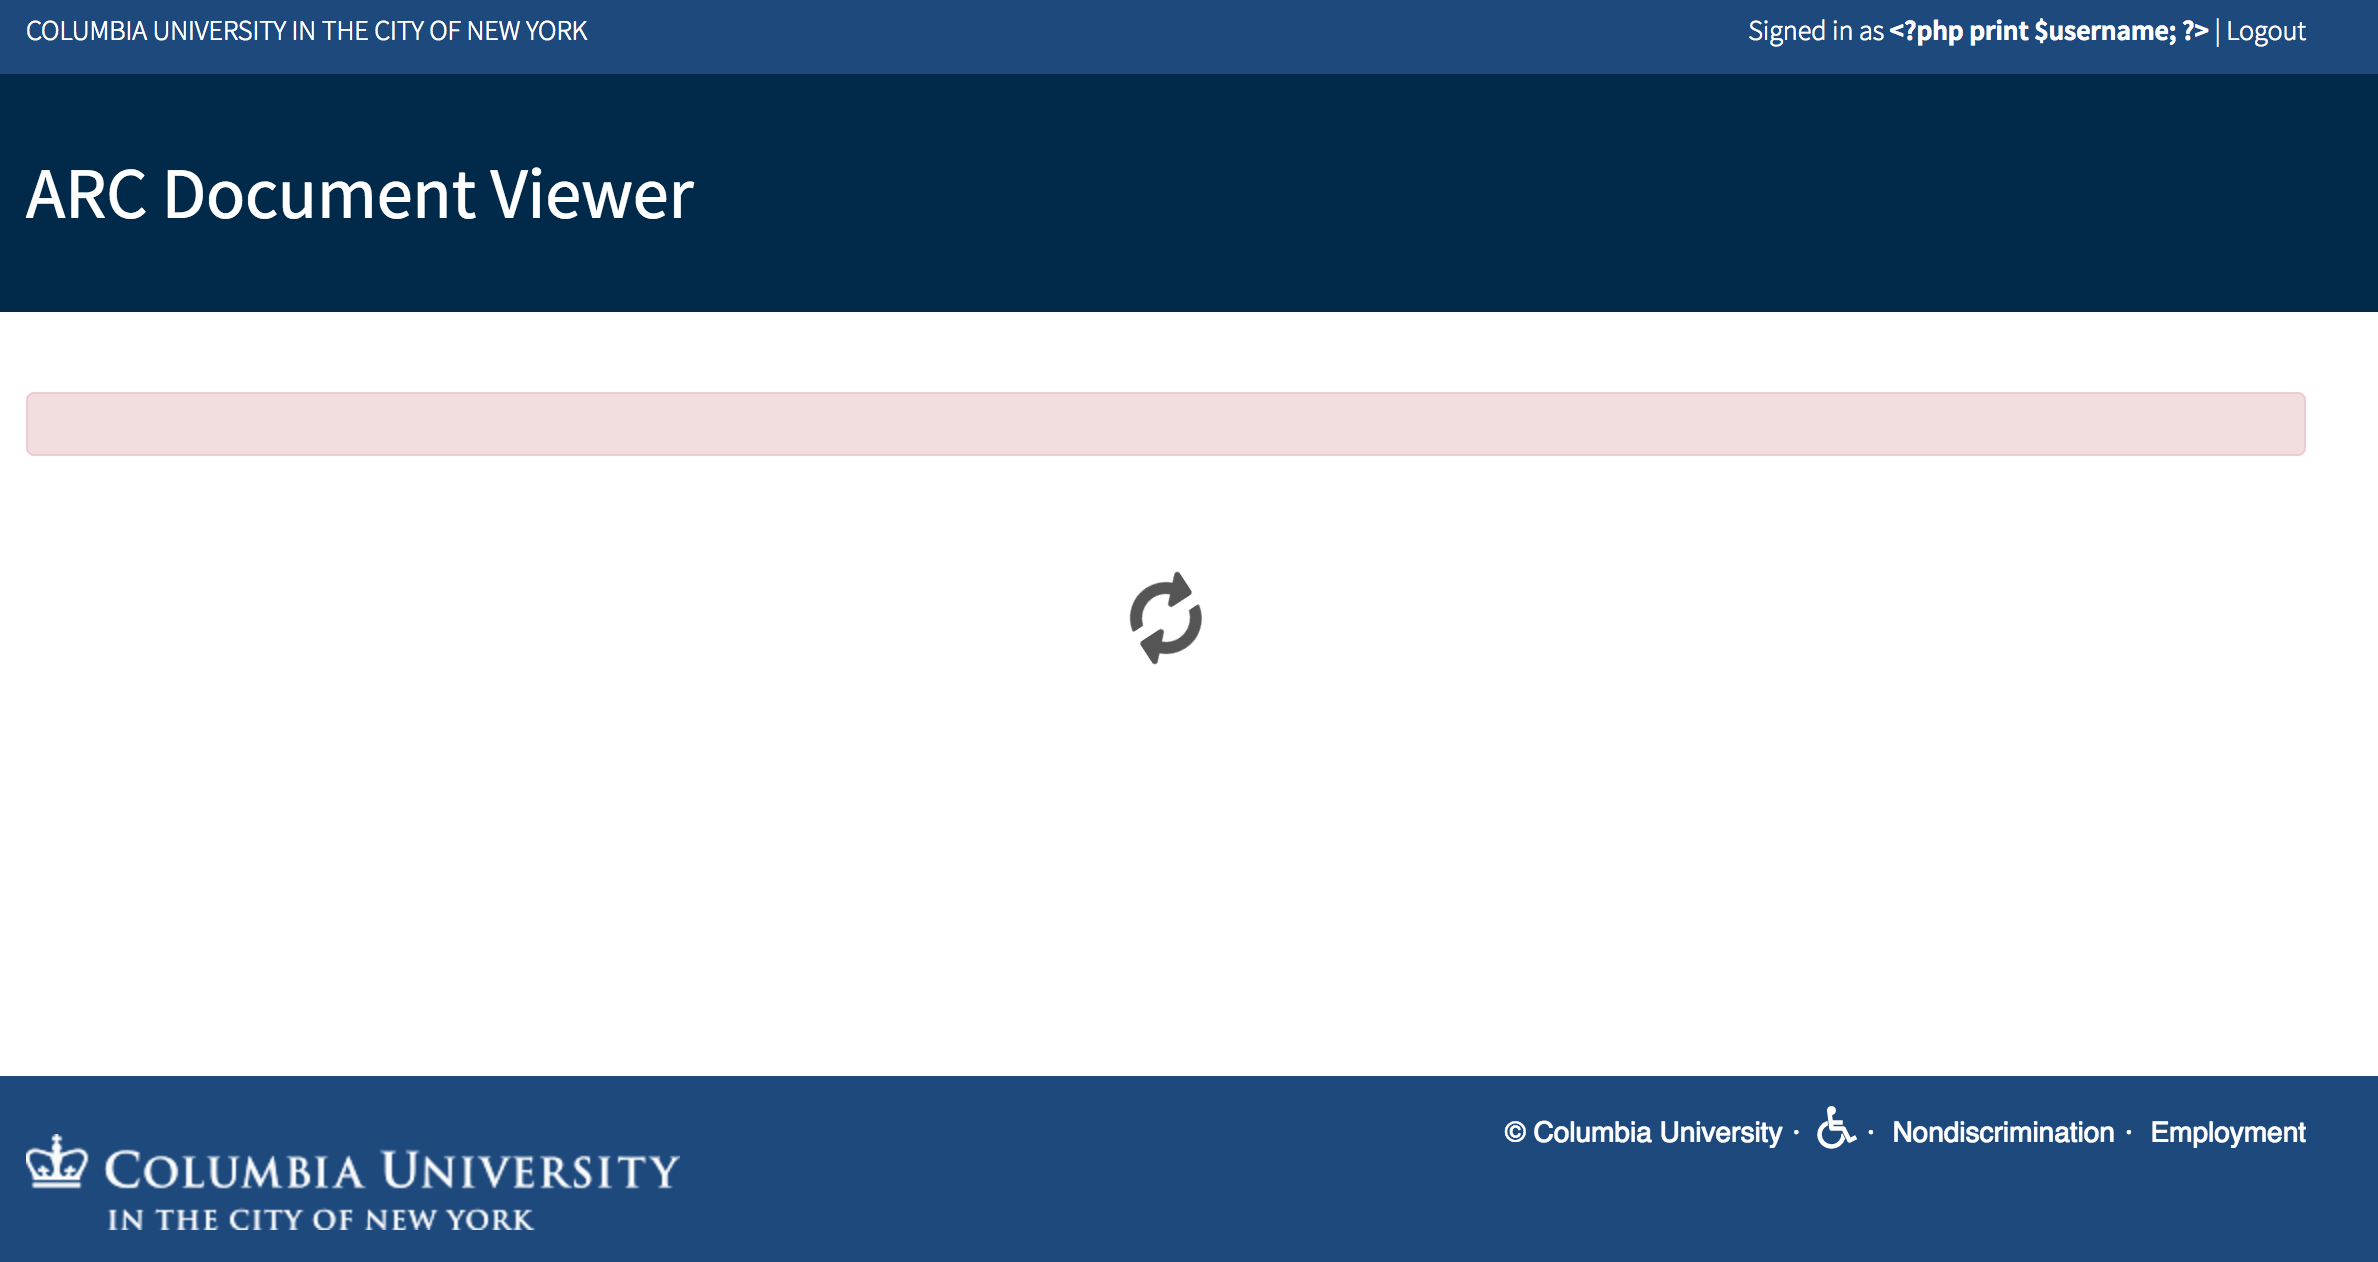 COLUMBIA UNIVERSITY IN THE CITY OF NEW YORK
Signed in as <?php print $username; ?> | Logout
ARC Document Viewer
© Columbia University · · Nondiscrimination · Employment
COLUMBIA UNIVERSITY
IN THE CITY OF NEW YORK